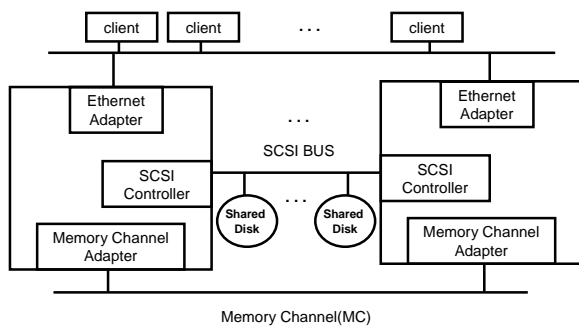 client
client
. . .
client
Ethernet
Adapter
. . .
Ethernet
Adapter
SCSI BUS
SCSI
Controller
SCSI
Controller
Shared
Disk
. . .
Shared
Disk
Memory Channel
Adapter
Memory Channel
Adapter
Memory Channel(MC)